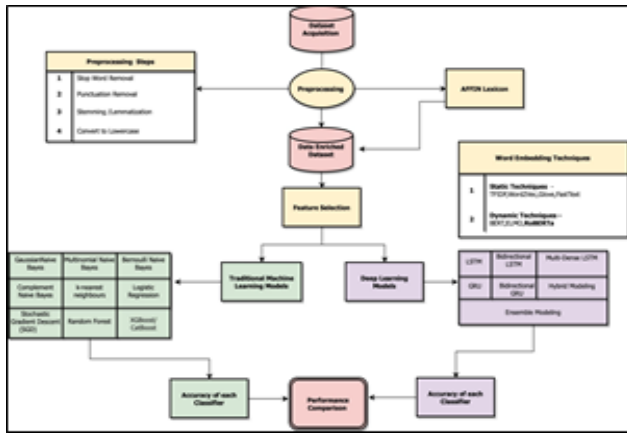 Dataset
Acquisition
Preprocessing Steps
1 Stop Word Removal
2 Punctuation Removal
3 Stemming /Lemmatization
4 Convert to Lowercase
Preprocessing
AFFIN Lexicon
Data Enriched
Dataset
Word Embedding Techniques
1 Static Techniques -
TFIDF,Word2Vec,Glove,FastText
2 Dynamic Techniques--
BERT,ELMO,RoBERTa
Feature Selection
GaussianNaive
Bayes
Multinomial Naive
Bayes
Bernoulli Naive
Bayes
Complement
Naive Bayes
k-nearest
neighbours
Logistic
Regression
Stochastic
Gradient Descent
(SGD)
Random Forest
XGBoost/
CatBoost
Traditional Machine
Learning Models
Deep Learning
Models
LSTM
Bidirectional
LSTM
Multi-Dense LSTM
GRU
Bidirectional
GRU
Hybrid Modeling
Ensemble Modeling
Accuracy of each
Classifier
Performance
Comparison
Accuracy of each
Classifier